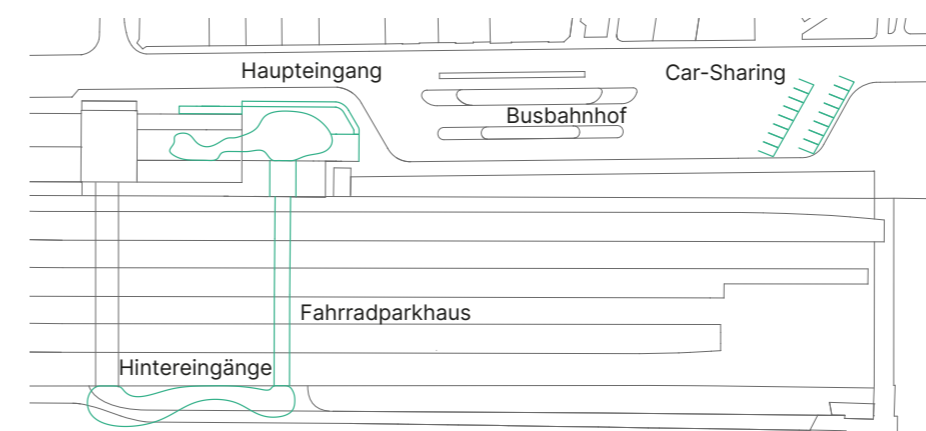 Haupteingang
Car-Sharing
Busbahnhof
Fahrradparkhaus
Hintereingänge